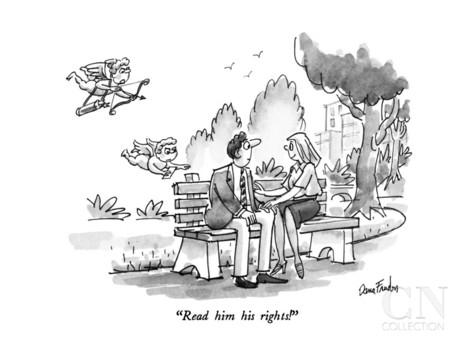 Dana Fradon
CN
COLLECTION
“Read him his rights!”